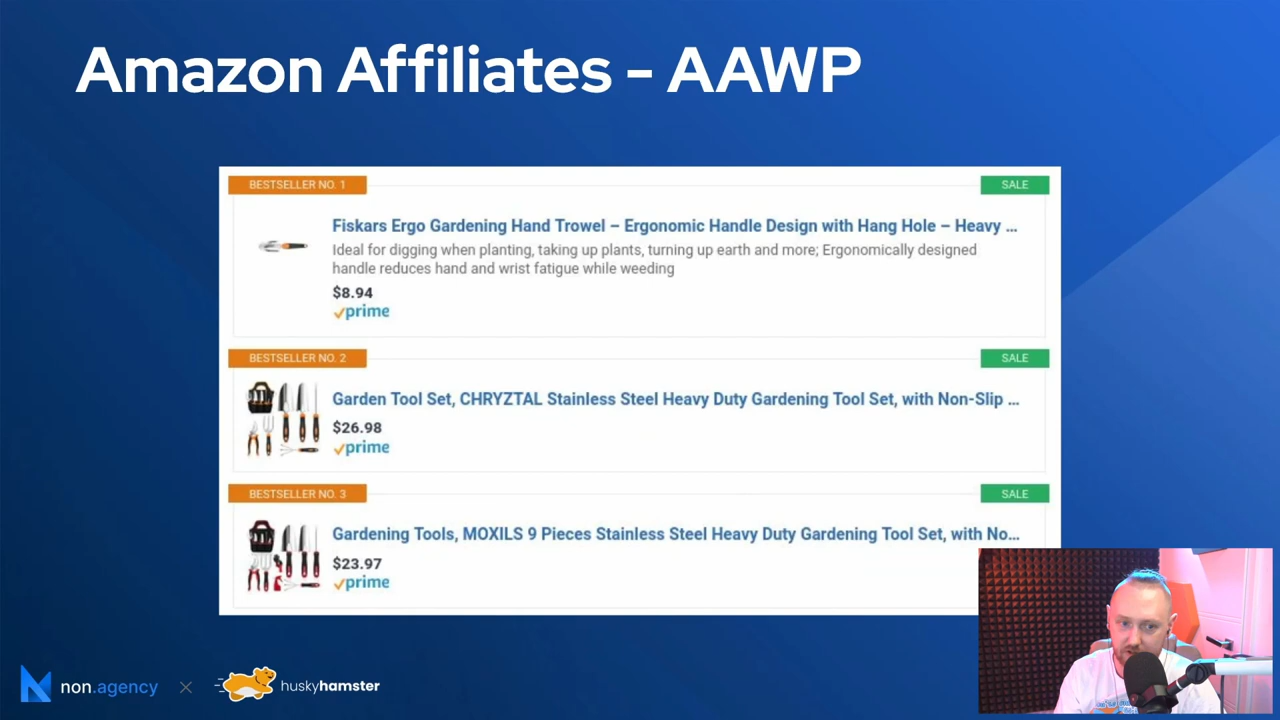 Amazon Affiliates – AAWP
BESTSELLER NO. 1
SALE
Fiskars Ergo Gardening Hand Trowel – Ergonomic Handle Design with Hang Hole – Heavy ...
Ideal for digging when planting, taking up plants, turning up earth and more; Ergonomically designed
handle reduces hand and wrist fatigue while weeding
$8.94
prime
BESTSELLER NO. 2
SALE
Garden Tool Set, CHRYZTAL Stainless Steel Heavy Duty Gardening Tool Set, with Non-Slip ...
$26.98
prime
BESTSELLER NO. 3
SALE
Gardening Tools, MOXILS 9 Pieces Stainless Steel Heavy Duty Gardening Tool Set, with No...
$23.97
prime
non.agency × huskyhamster